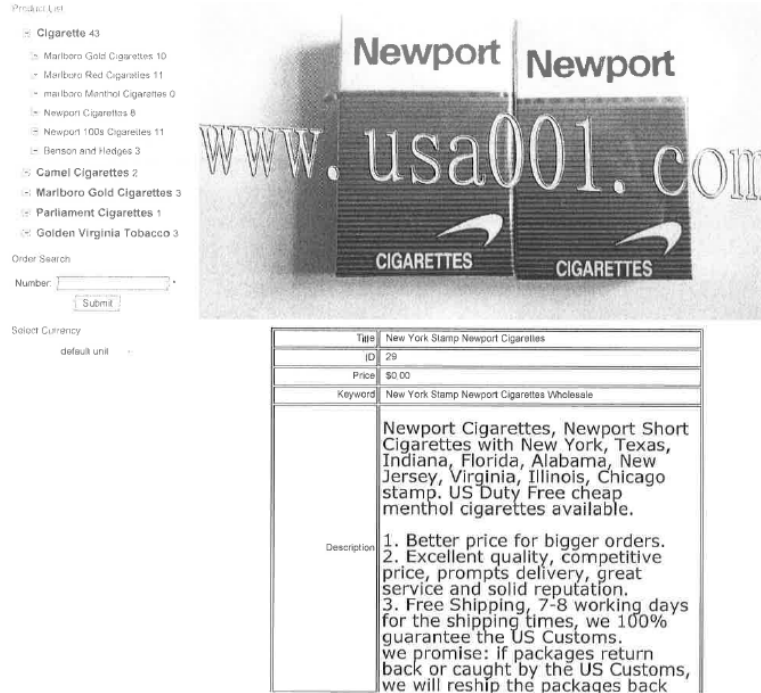 Product List
Cigarette 43
Marlboro Gold Cigarettes 10
Marlboro Red Cigarettes 11
marlboro Menthol Cigarettes 0
Newport Cigarettes 8
Newport 100s Cigarettes 11
Benson and Hedges 3
Camel Cigarettes 2
Marlboro Gold Cigarettes 3
Parliament Cigarettes 1
Golden Virginia Tobacco 3
Order Search
Number: *
Submit
Select Currency
default unit
Newport
Newport
www.usa001.com
CIGARETTES
CIGARETTES
Title New York Stamp Newport Cigarettes
ID 29
Price $0.00
Keyword New York Stamp Newport Cigarettes Wholesale
Description
Newport Cigarettes, Newport Short
Cigarettes with New York, Texas,
Indiana, Florida, Alabama, New
Jersey, Virginia, Illinois, Chicago
stamp. US Duty Free cheap
menthol cigarettes available.
1. Better price for bigger orders.
2. Excellent quality, competitive
price, prompts delivery, great
service and solid reputation.
3. Free Shipping, 7-8 working days
for the shipping times, we 100%
guarantee the US Customs.
we promise: if packages return
back or caught by the US Customs,
we will reship the packages back